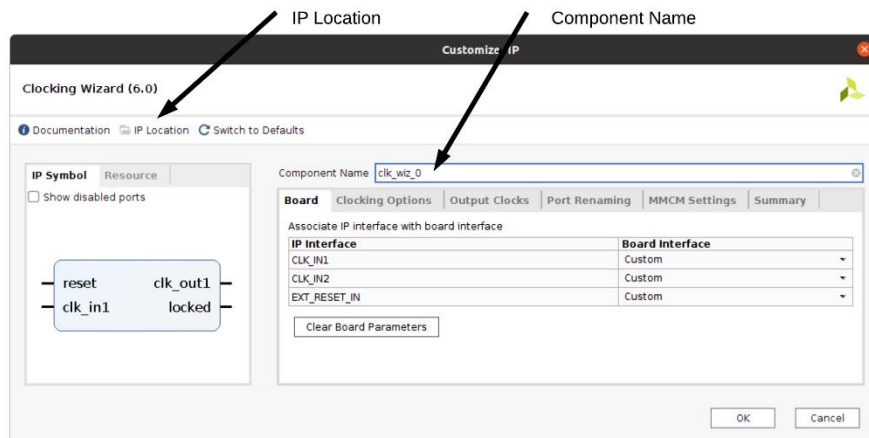 IP Location
Component Name
Customize IP
Clocking Wizard (6.0)
Documentation IP Location Switch to Defaults
IP Symbol Resource
Show disabled ports
reset clk_out1
clk_in1 locked
Component Name clk_wiz_0
Board Clocking Options Output Clocks Port Renaming MMCM Settings Summary
Associate IP interface with board interface
IP Interface Board Interface
CLK_IN1 Custom
CLK_IN2 Custom
EXT_RESET_IN Custom
Clear Board Parameters
OK Cancel